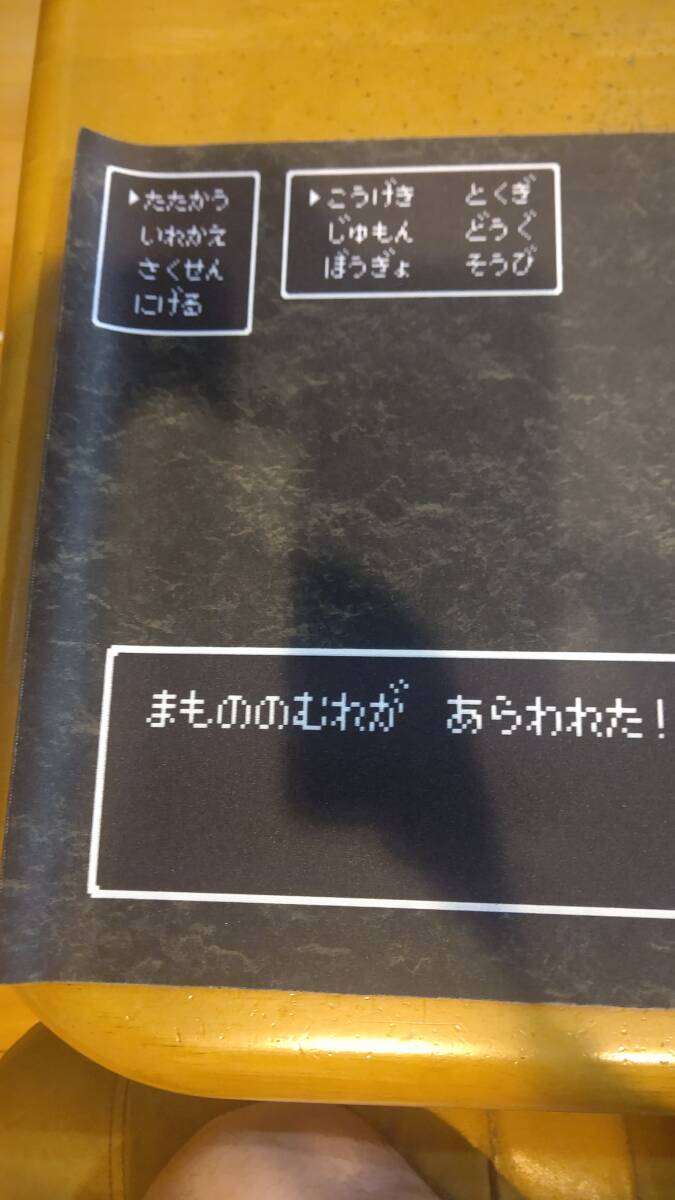 ▶たたかう
いれかえ
さくせん
にげる
▶こうげき　とくぎ
じゅもん　どうぐ
ぼうぎょ　そうび
まもののむれが　あらわれた！